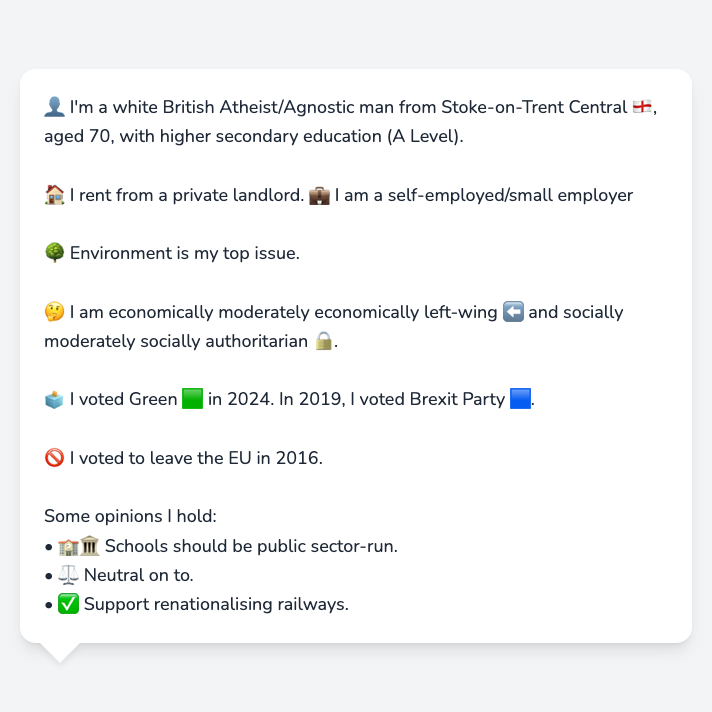 👤 I'm a white British Atheist/Agnostic man from Stoke-on-Trent Central 🏴󠁧󠁢󠁥󠁮󠁧󠁿,
aged 70, with higher secondary education (A Level).
🏠 I rent from a private landlord. 💼 I am a self-employed/small employer
🌳 Environment is my top issue.
🤔 I am economically moderately economically left-wing ⬅️ and socially
moderately socially authoritarian 🔒.
🗳️ I voted Green 🟩 in 2024. In 2019, I voted Brexit Party 🟦.
🚫 I voted to leave the EU in 2016.
Some opinions I hold:
• 🏫🏛️ Schools should be public sector-run.
• ⚖️ Neutral on to.
• ✅ Support renationalising railways.